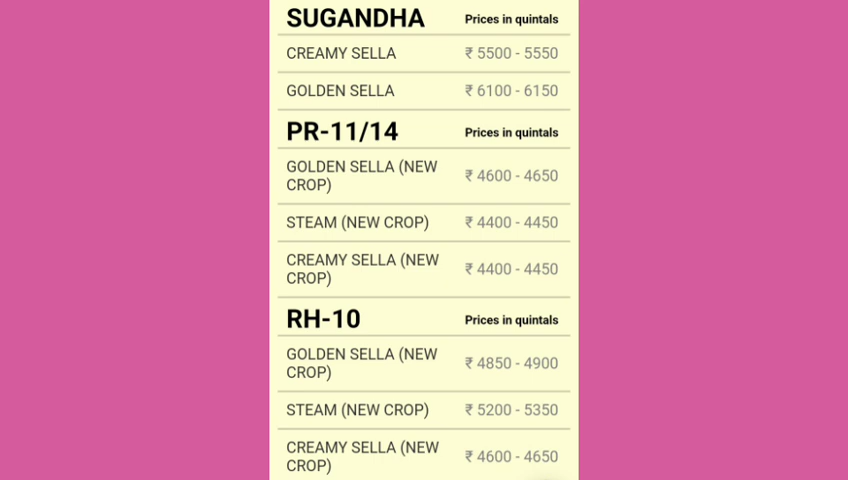 SUGANDHA Prices in quintals
CREAMY SELLA ₹ 5500 - 5550
GOLDEN SELLA ₹ 6100 - 6150
PR-11/14 Prices in quintals
GOLDEN SELLA (NEW
CROP) ₹ 4600 - 4650
STEAM (NEW CROP) ₹ 4400 - 4450
CREAMY SELLA (NEW
CROP) ₹ 4400 - 4450
RH-10 Prices in quintals
GOLDEN SELLA (NEW
CROP) ₹ 4850 - 4900
STEAM (NEW CROP) ₹ 5200 - 5350
CREAMY SELLA (NEW
CROP) ₹ 4600 - 4650